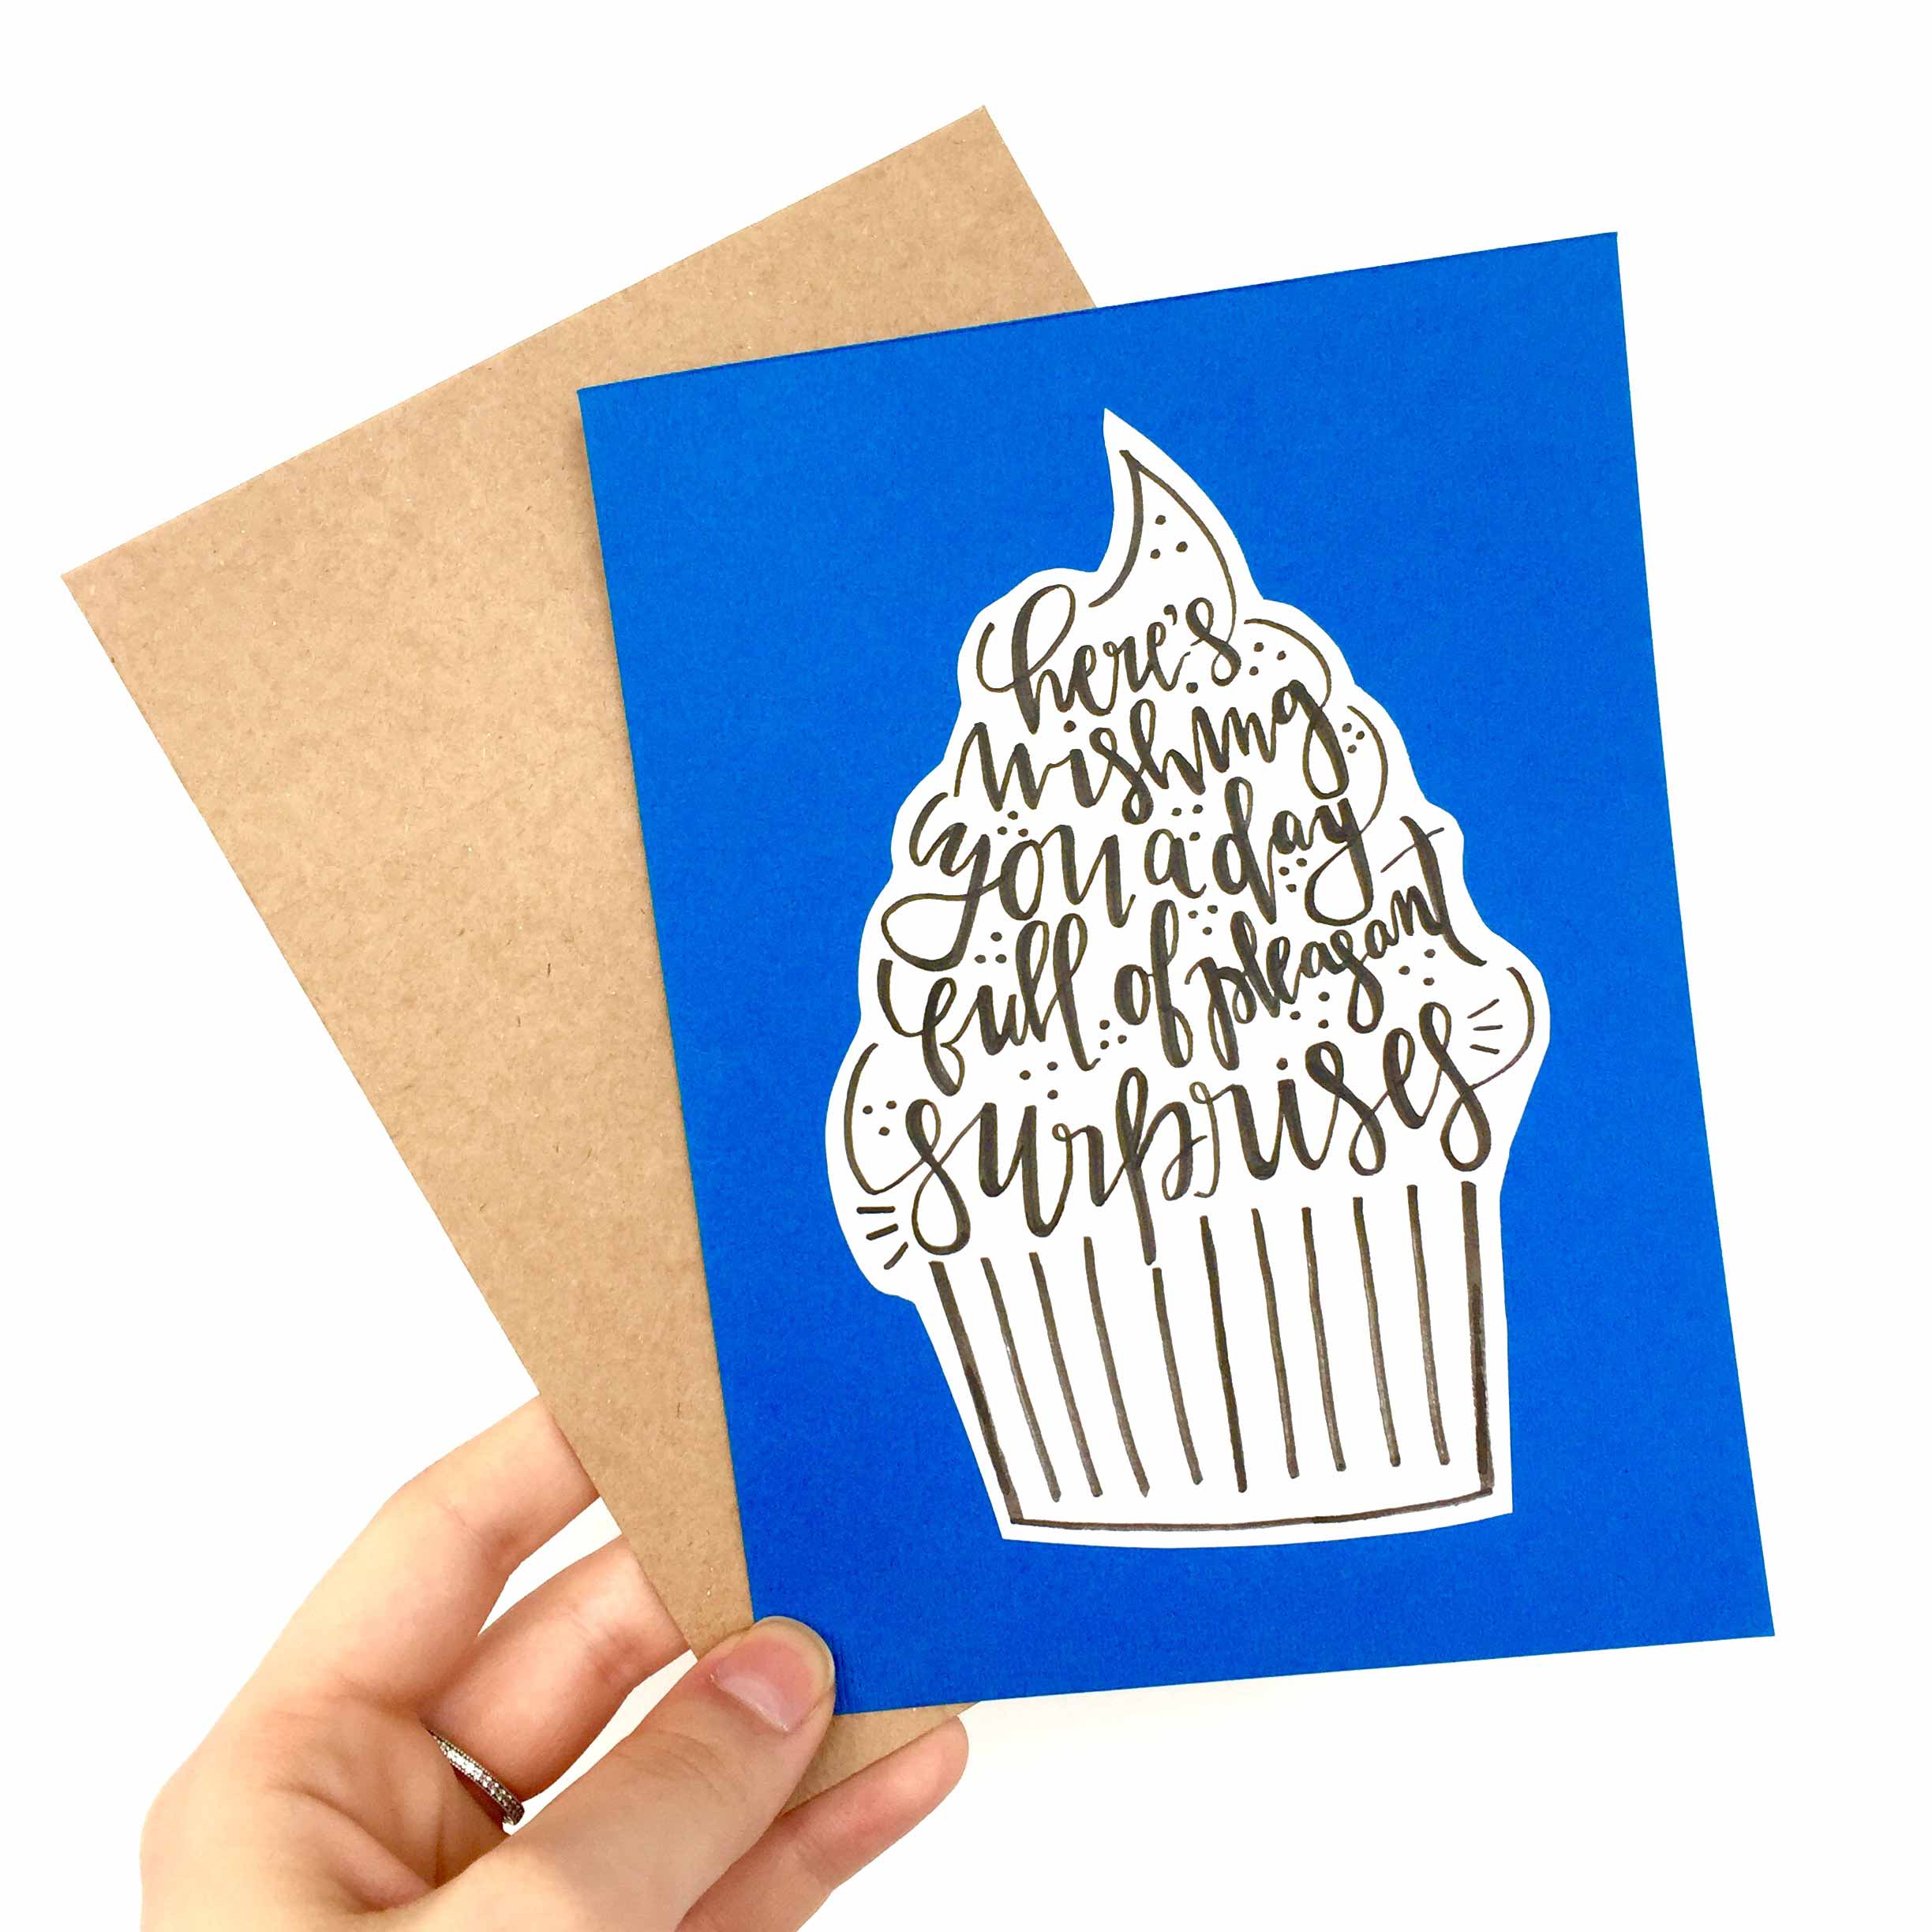 here's
wishing
you a day
full of pleasant
surprises